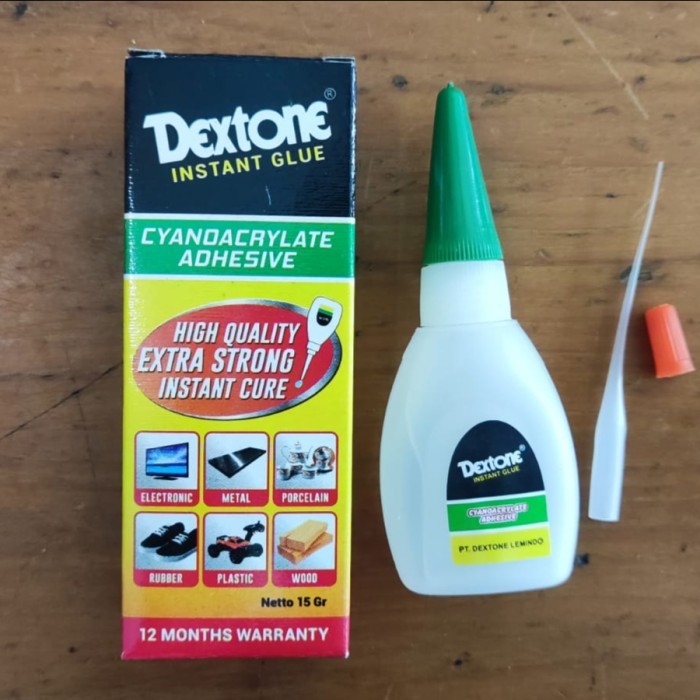 Dextone®
INSTANT GLUE
CYANOACRYLATE
ADHESIVE
HIGH QUALITY
EXTRA STRONG
INSTANT CURE
ELECTRONIC
METAL
PORCELAIN
RUBBER
PLASTIC
WOOD
Netto 15 Gr
12 MONTHS WARRANTY
Dextone®
INSTANT GLUE
CYANOACRYLATE
ADHESIVE
PT. DEXTONE LEMINDO